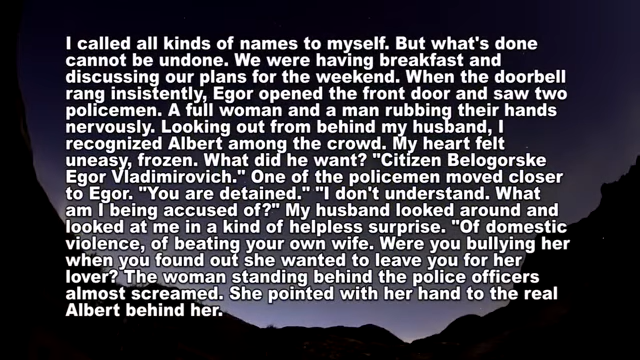 I called all kinds of names to myself. But what's done
cannot be undone. We were having breakfast and
discussing our plans for the weekend. When the doorbell
rang insistently, Egor opened the front door and saw two
policemen. A full woman and a man rubbing their hands
nervously. Looking out from behind my husband, I
recognized Albert among the crowd. My heart felt
uneasy, frozen. What did he want? "Citizen Belogorske
Egor Vladimirovich." One of the policemen moved closer
to Egor. "You are detained." "I don't understand. What
am I being accused of?" My husband looked around and
looked at me in a kind of helpless surprise. "Of domestic
violence, of beating your own wife. Were you bullying her
when you found out she wanted to leave you for her
lover? The woman standing behind the police officers
almost screamed. She pointed with her hand to the real
Albert behind her.